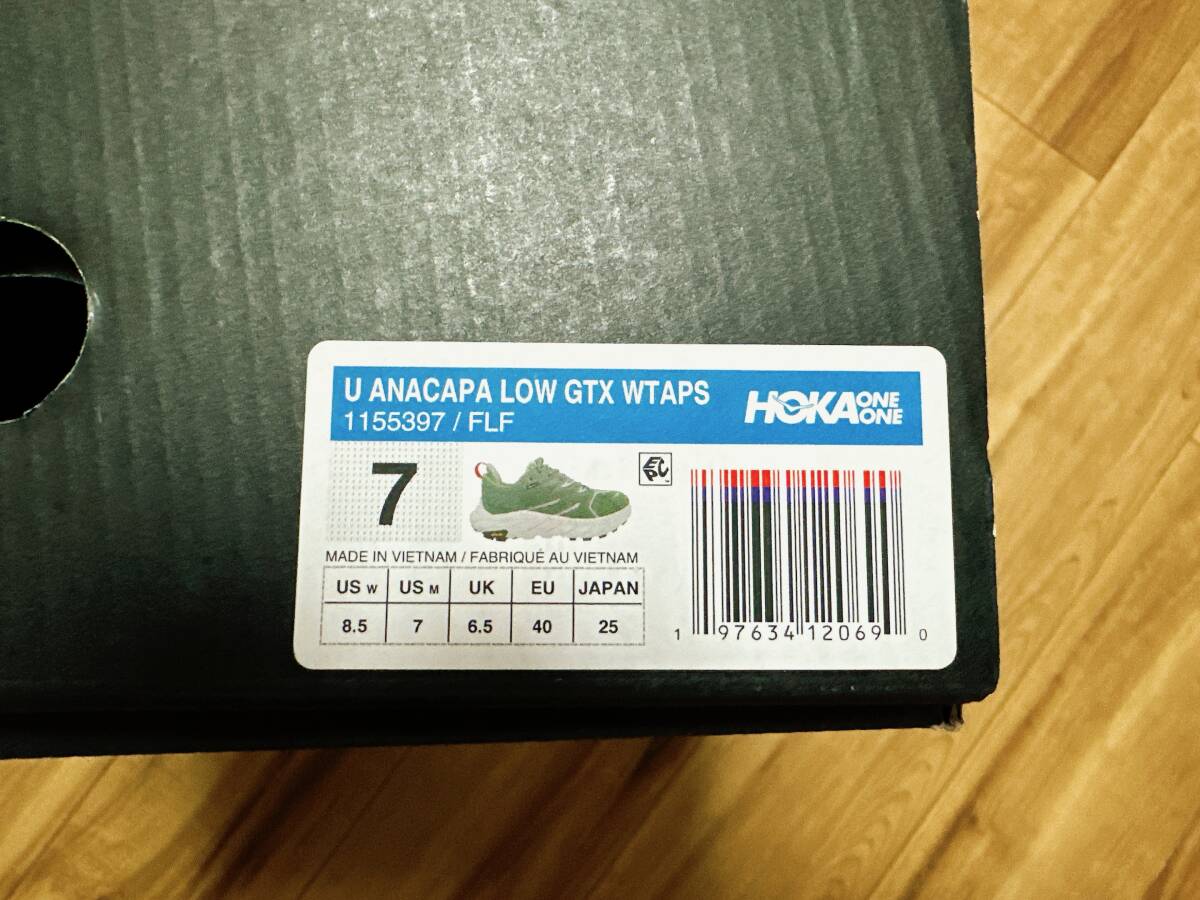 U ANACAPA LOW GTX WTAPS
1155397 / FLF
HOKA ONE ONE
7
EPC
MADE IN VIETNAM / FABRIQUÉ AU VIETNAM
US W US M UK EU JAPAN
8.5 7 6.5 40 25
1 97634 12069 0